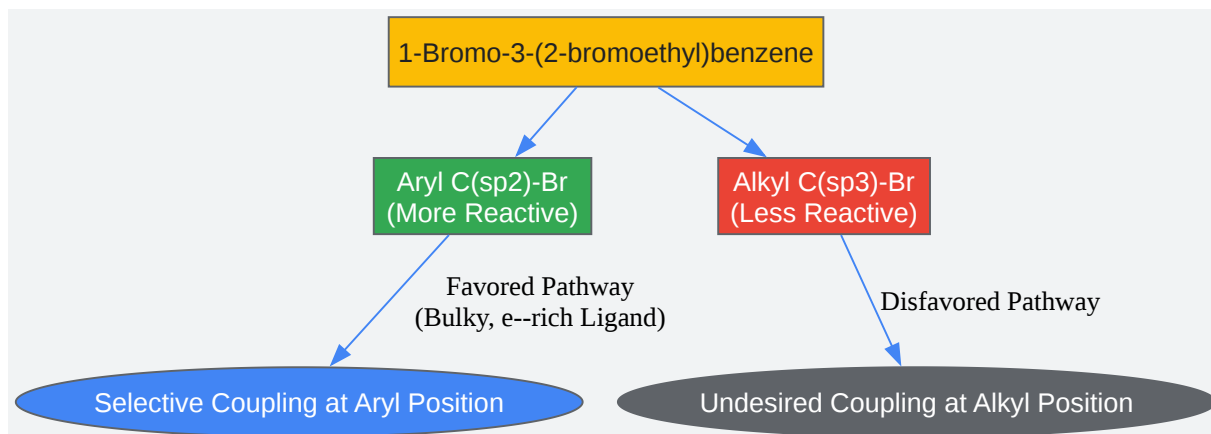 1-Bromo-3-(2-bromoethyl)benzene
Aryl C(sp2)-Br
(More Reactive)
Alkyl C(sp3)-Br
(Less Reactive)
Favored Pathway
(Bulky, e--rich Ligand)
Disfavored Pathway
Selective Coupling at Aryl Position
Undesired Coupling at Alkyl Position